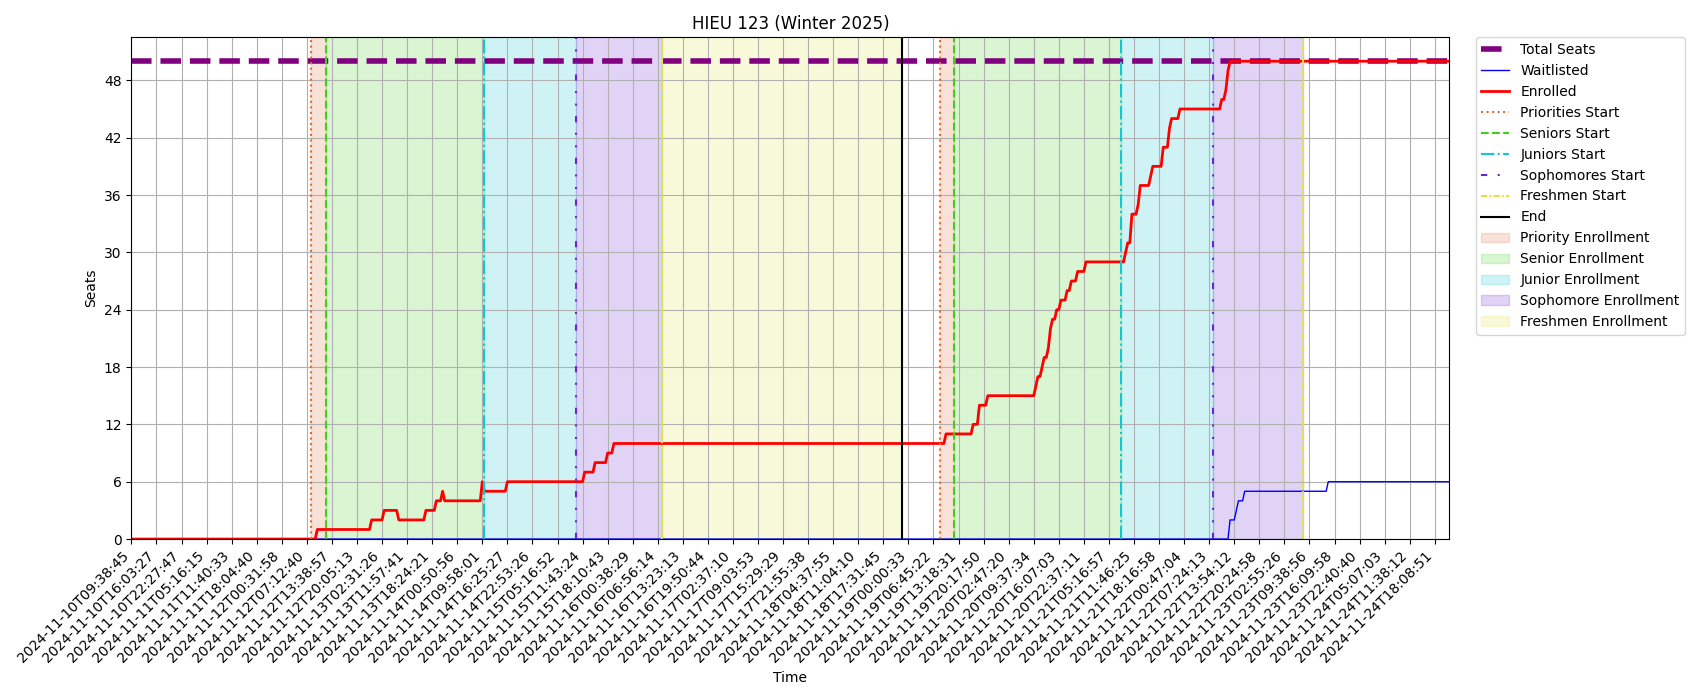 HIEU 123 (Winter 2025)
Seats
48
42
36
30
24
18
12
6
0
2024-11-10T09:38:45
2024-11-10T16:03:27
2024-11-10T22:27:47
2024-11-11T05:16:15
2024-11-11T11:40:33
2024-11-11T18:04:40
2024-11-12T00:31:58
2024-11-12T07:12:40
2024-11-12T13:38:57
2024-11-12T20:05:13
2024-11-13T02:31:26
2024-11-13T11:57:41
2024-11-13T18:24:21
2024-11-14T00:50:56
2024-11-14T09:58:01
2024-11-14T16:25:27
2024-11-14T22:53:26
2024-11-15T05:16:52
2024-11-15T11:43:24
2024-11-15T18:10:43
2024-11-16T00:38:29
2024-11-16T06:56:14
2024-11-16T13:23:13
2024-11-16T19:50:44
2024-11-17T02:37:10
2024-11-17T09:03:53
2024-11-17T15:29:29
2024-11-17T21:55:38
2024-11-18T04:37:55
2024-11-18T11:04:10
2024-11-18T17:31:45
2024-11-19T00:00:33
2024-11-19T06:45:22
2024-11-19T13:18:31
2024-11-19T20:17:50
2024-11-20T02:47:20
2024-11-20T09:37:34
2024-11-20T16:07:03
2024-11-20T22:37:11
2024-11-21T05:16:57
2024-11-21T11:46:25
2024-11-21T18:16:58
2024-11-22T00:47:04
2024-11-22T07:24:13
2024-11-22T13:54:12
2024-11-22T20:24:58
2024-11-23T02:55:26
2024-11-23T09:38:56
2024-11-23T16:09:58
2024-11-23T22:40:40
2024-11-24T05:07:03
2024-11-24T11:38:12
2024-11-24T18:08:51
Time
Total Seats
Waitlisted
Enrolled
Priorities Start
Seniors Start
Juniors Start
Sophomores Start
Freshmen Start
End
Priority Enrollment
Senior Enrollment
Junior Enrollment
Sophomore Enrollment
Freshmen Enrollment